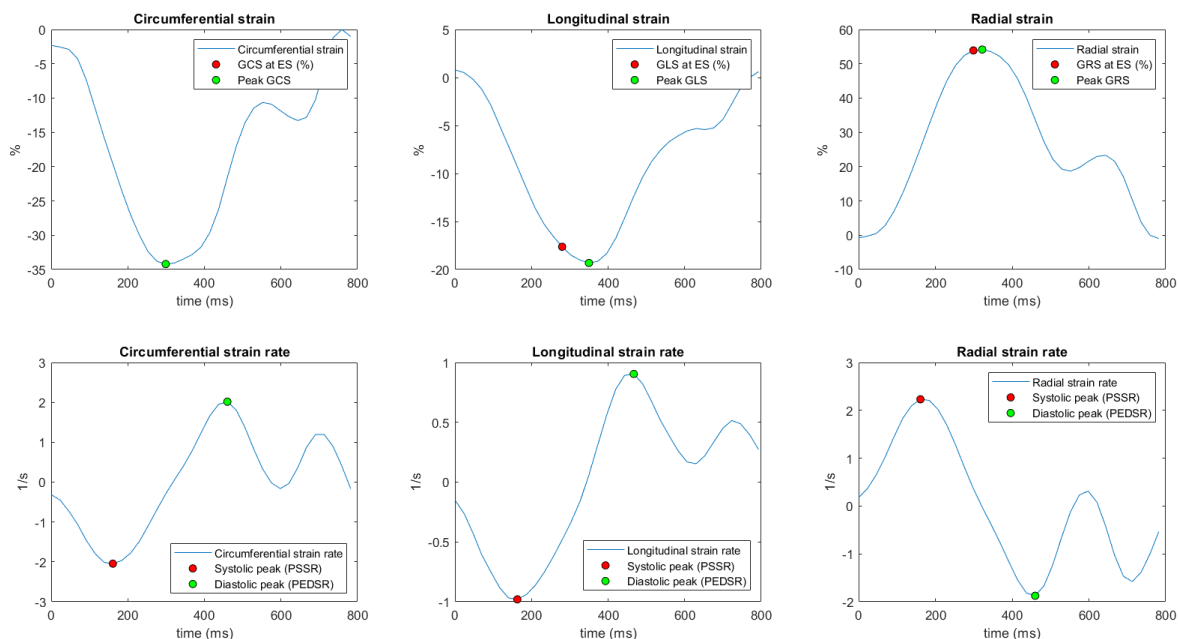 Circumferential strain
0
-5
-10
-15
-20
-25
-30
-35
%
0 200 400 600 800
time (ms)
Circumferential strain
GCS at ES (%)
Peak GCS
Longitudinal strain
5
0
-5
-10
-15
-20
%
0 200 400 600 800
time (ms)
Longitudinal strain
GLS at ES (%)
Peak GLS
Radial strain
60
50
40
30
20
10
0
-10
%
0 200 400 600 800
time (ms)
Radial strain
GRS at ES (%)
Peak GRS
Circumferential strain rate
3
2
1
0
-1
-2
-3
1/s
0 200 400 600 800
time (ms)
Circumferential strain rate
Systolic peak (PSSR)
Diastolic peak (PEDSR)
Longitudinal strain rate
1
0.5
0
-0.5
-1
1/s
0 200 400 600 800
time (ms)
Longitudinal strain rate
Systolic peak (PSSR)
Diastolic peak (PEDSR)
Radial strain rate
3
2
1
0
-1
-2
1/s
0 200 400 600 800
time (ms)
Radial strain rate
Systolic peak (PSSR)
Diastolic peak (PEDSR)